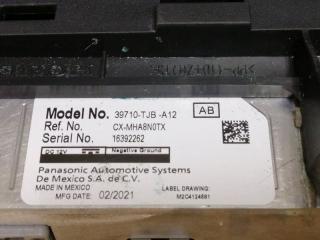 Model No. 39710-TJB -A12 AB
Ref. No. CX-MHA8N0TX
Serial No. 16392262
DC 12V Negative Ground
Panasonic Automotive Systems
De Mexico S.A. de C.V.
MADE IN MEXICO
MFG DATE: 02/2021
LABEL DRAWING:
M2C4124681